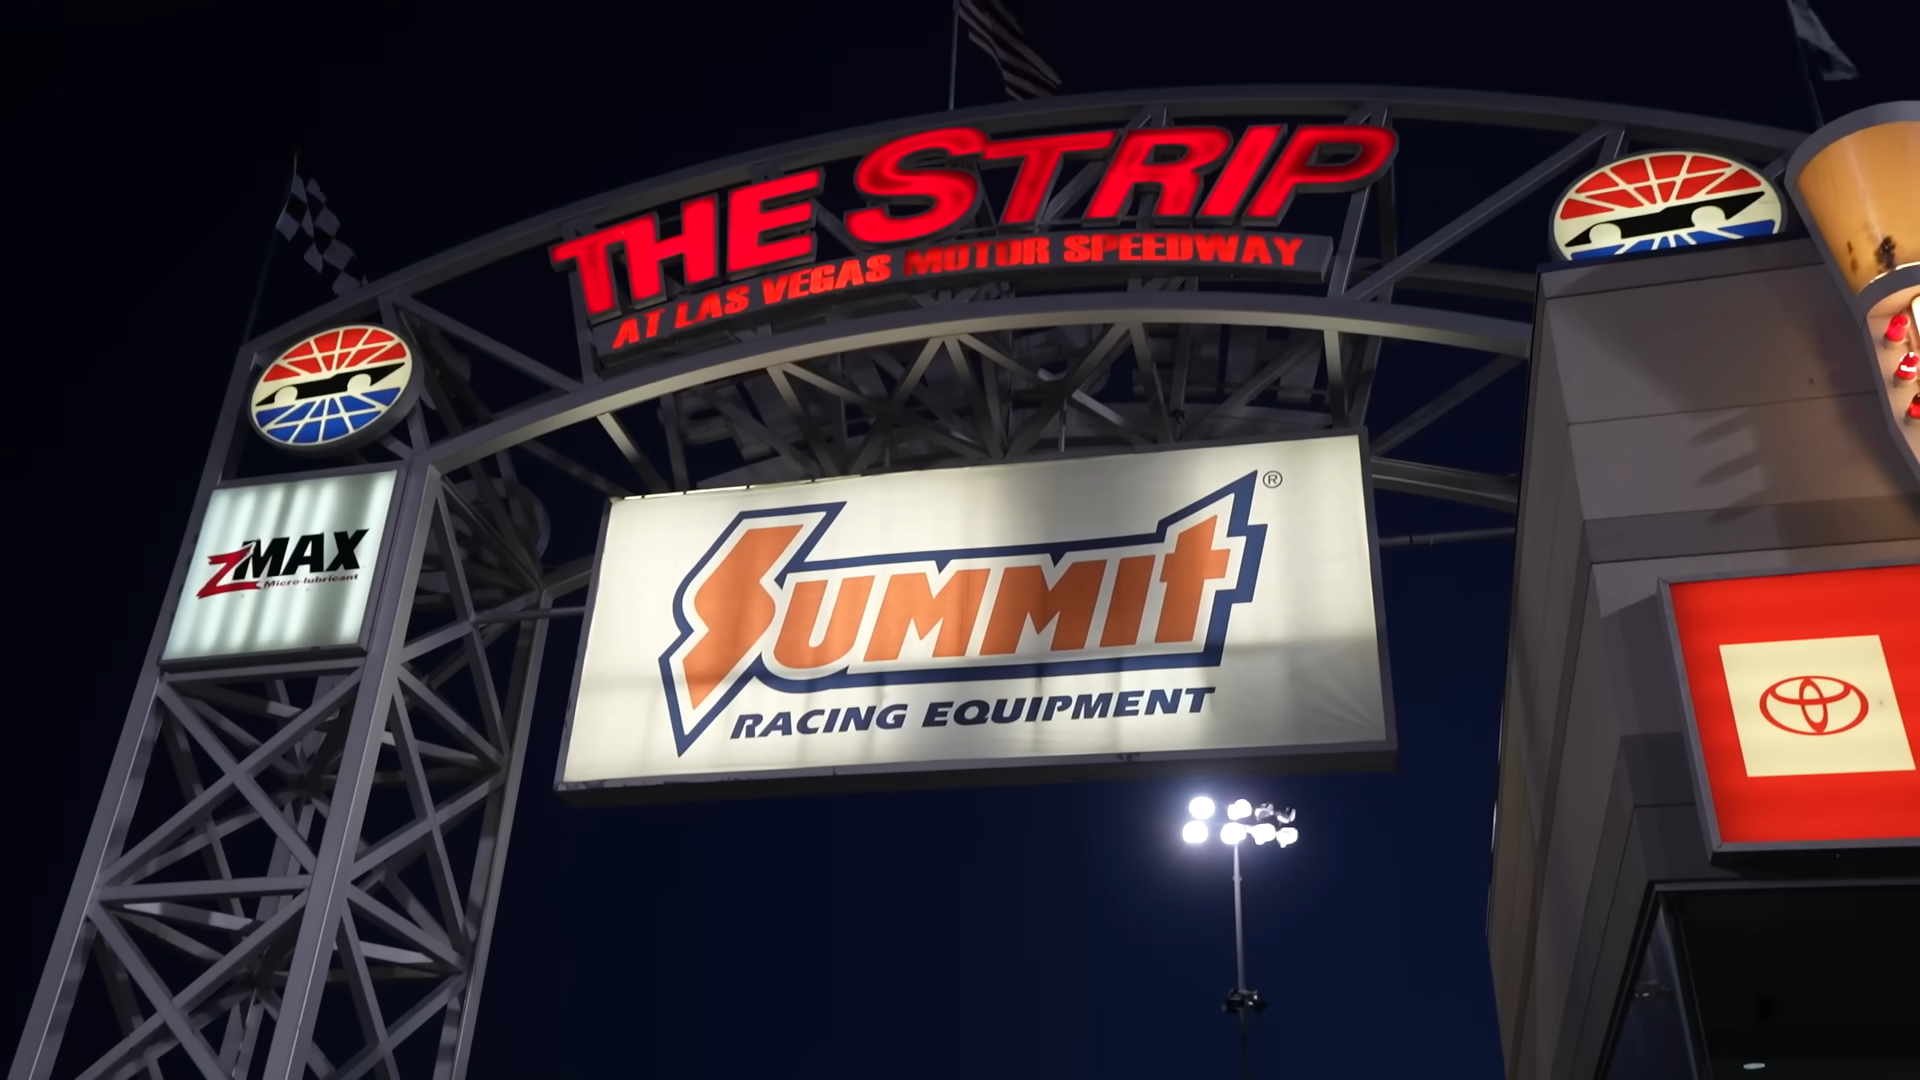 THE STRIP
AT LAS VEGAS MOTOR SPEEDWAY
ZMAX
Micro-lubricant
SUMMIT ®
RACING EQUIPMENT